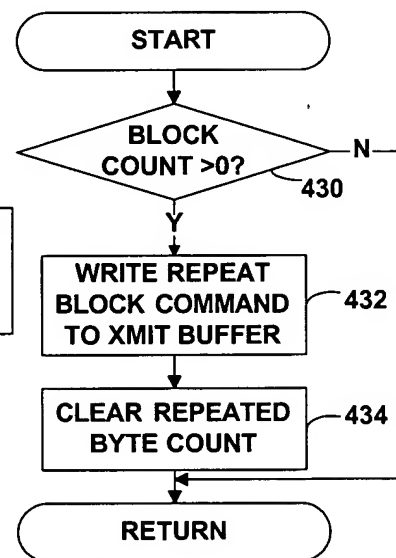 START
BLOCK
COUNT >0?
N
430
Y
WRITE REPEAT
BLOCK COMMAND
TO XMIT BUFFER
432
CLEAR REPEATED
BYTE COUNT
434
RETURN